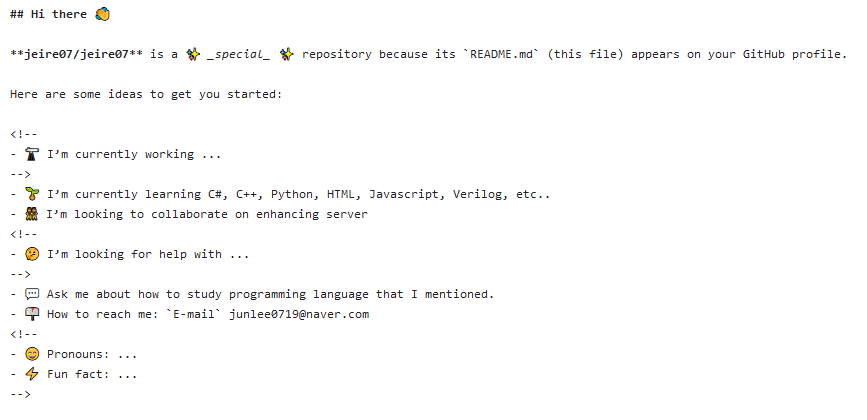 ## Hi there 👋
**jeire07/jeire07** is a ✨ _special_ ✨ repository because its `README.md` (this file) appears on your GitHub profile.
Here are some ideas to get you started:
<!--
- 🔭 I’m currently working ...
-->
- 🌱 I’m currently learning C#, C++, Python, HTML, Javascript, Verilog, etc..
- 👯 I’m looking to collaborate on enhancing server
<!--
- 🤔 I’m looking for help with ...
-->
- 💬 Ask me about how to study programming language that I mentioned.
- 📫 How to reach me: `E-mail` junlee0719@naver.com
<!--
- 😄 Pronouns: ...
- ⚡ Fun fact: ...
-->